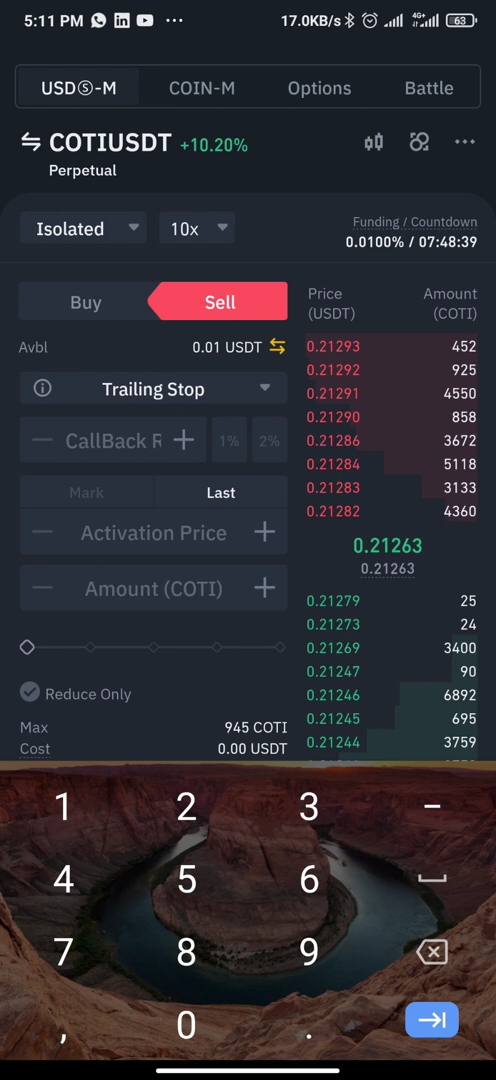 5:11 PM ... 17.0KB/s 4G+ 63
USDⓈ-M COIN-M Options Battle
COTIUSDT +10.20%
Perpetual
Isolated 10x Funding / Countdown
0.0100% / 07:48:39
Buy Sell
Price (USDT) Amount (COTI)
Avbl 0.01 USDT
Trailing Stop
CallBack R 1% 2%
Mark Last
Activation Price
Amount (COTI)
Reduce Only
Max 945 COTI
Cost 0.00 USDT
0.21293 452
0.21292 925
0.21291 4550
0.21290 858
0.21286 3672
0.21284 5118
0.21283 3133
0.21282 4360
0.21263
0.21263
0.21279 25
0.21273 24
0.21269 3400
0.21247 90
0.21246 6892
0.21245 695
0.21244 3759
1 2 3 -
4 5 6
7 8 9
, 0 .